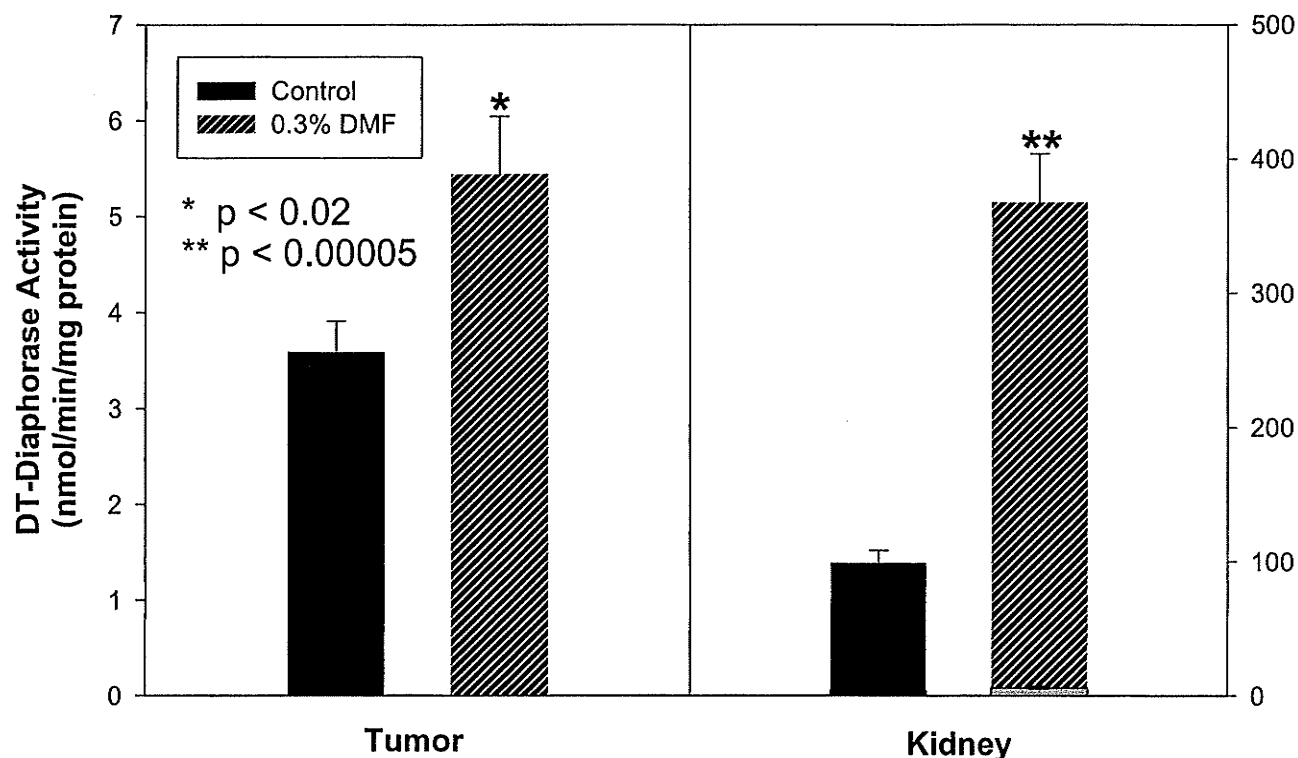 7
6
5
4
3
2
1
0
DT-Diaphorase Activity
(nmol/min/mg protein)
Control
0.3% DMF
* p < 0.02
** p < 0.00005
*
**
500
400
300
200
100
0
Tumor
Kidney